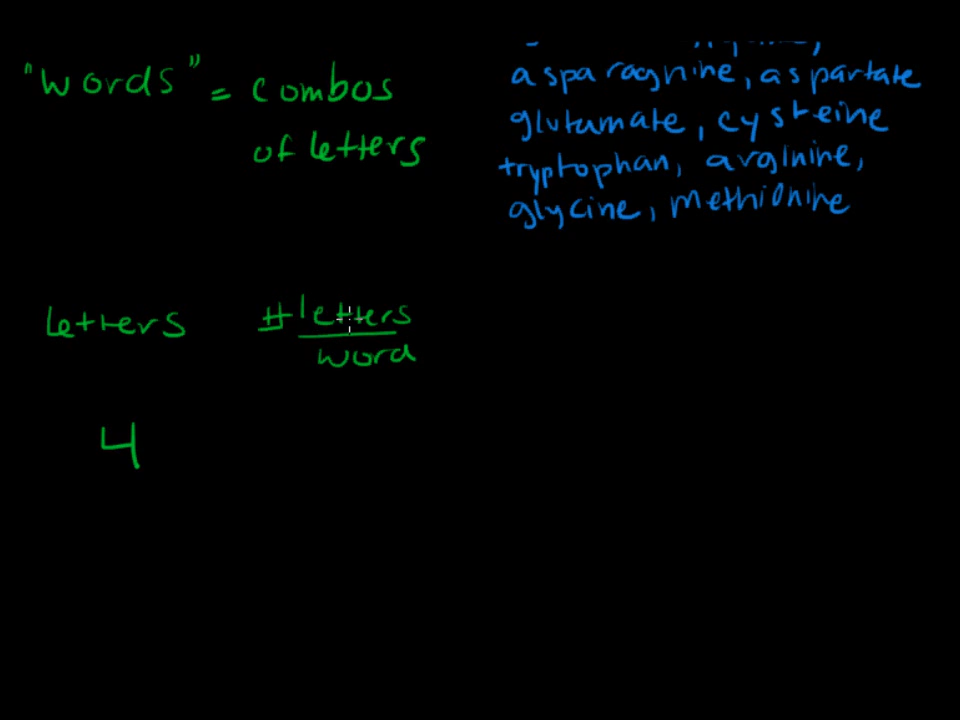 "words" = combos
of letters
asparagnine, aspartate
glutamate, cysteine
tryptophan, arginine,
glycine, methionine
letters # letters
word
4